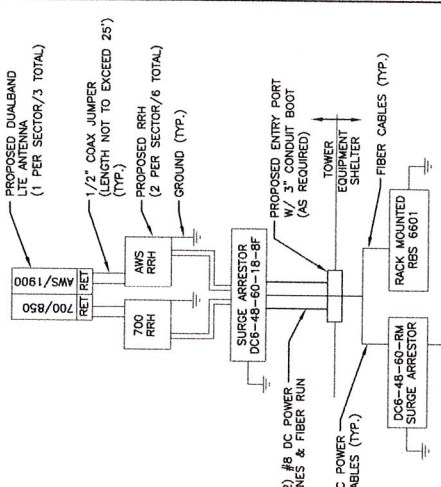 PROPOSED DUALBAND
LTE ANTENNA
(1 PER SECTOR/3 TOTAL)
700/850
AWS/1900
RET
RET
1/2" COAX JUMPER
(LENGTH NOT TO EXCEED 25')
(TYP.)
700
RRH
AWS
RRH
PROPOSED RRH
(2 PER SECTOR/6 TOTAL)
GROUND (TYP.)
SURGE ARRESTOR
DC6-48-60-18-8F
2) #8 DC POWER
NES & FIBER RUN
PROPOSED ENTRY PORT
W/ 3" CONDUIT BOOT
(AS REQUIRED)
TOWER
EQUIPMENT
SHELTER
C POWER
ABLES (TYP.)
FIBER CABLES (TYP.)
DC6-48-60-RM
SURGE ARRESTOR
RACK MOUNTED
RBS 6601